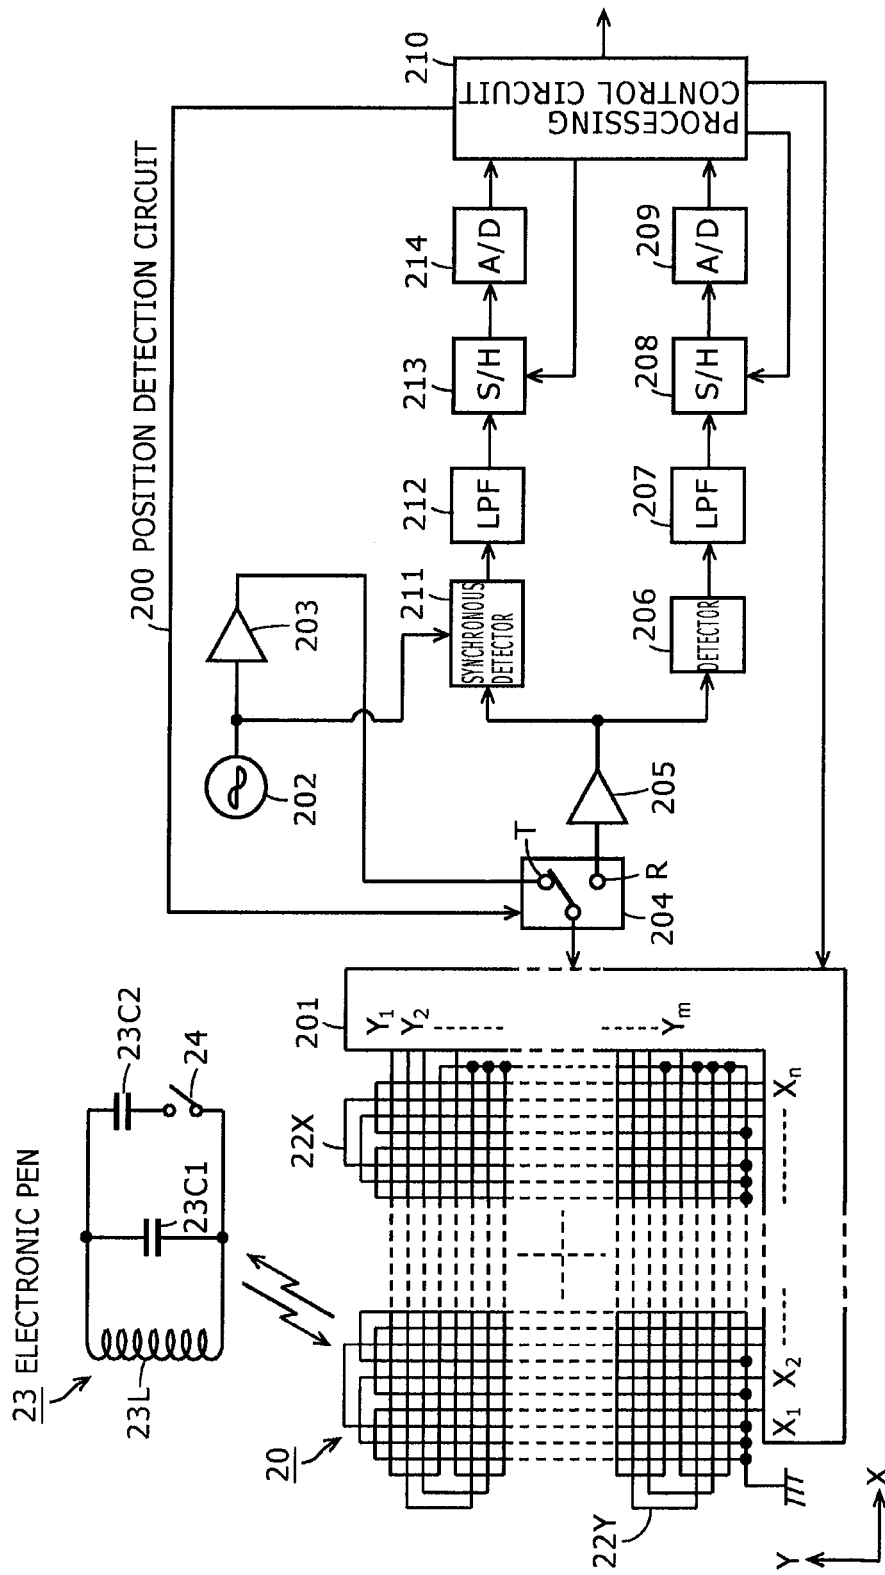 23 ELECTRONIC PEN
23L
23C1
23C2
24
200 POSITION DETECTION CIRCUIT
202
203
T
R
204
205
SYNCHRONOUS
DETECTOR
211
LPF
212
S/H
213
A/D
214
PROCESSING
CONTROL CIRCUIT
210
DETECTOR
206
LPF
207
S/H
208
A/D
209
20
22X
22Y
201
Y1
Y2
Ym
X1
X2
Xn
Y
X